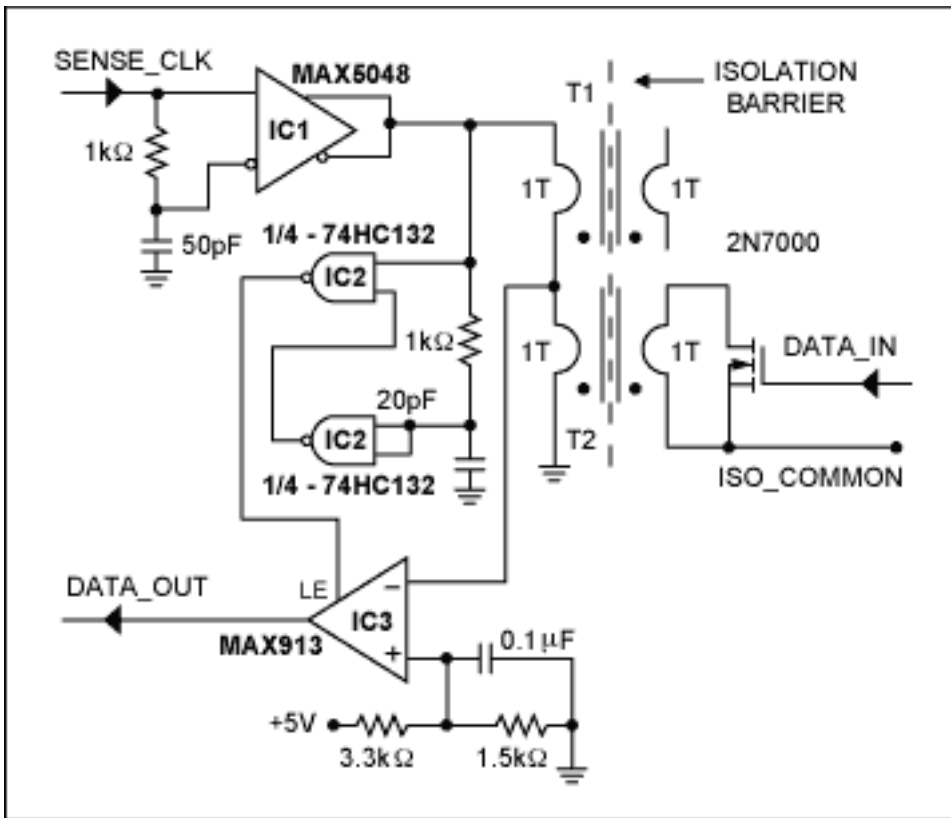 SENSE_CLK
MAX5048
IC1
1kΩ
50pF
T1
ISOLATION
BARRIER
1T
1T
2N7000
1/4 - 74HC132
IC2
1kΩ
1T
1T
DATA_IN
20pF
IC2
1/4 - 74HC132
T2
ISO_COMMON
DATA_OUT
LE
−
IC3
MAX913
+
0.1μF
+5V
3.3kΩ
1.5kΩ